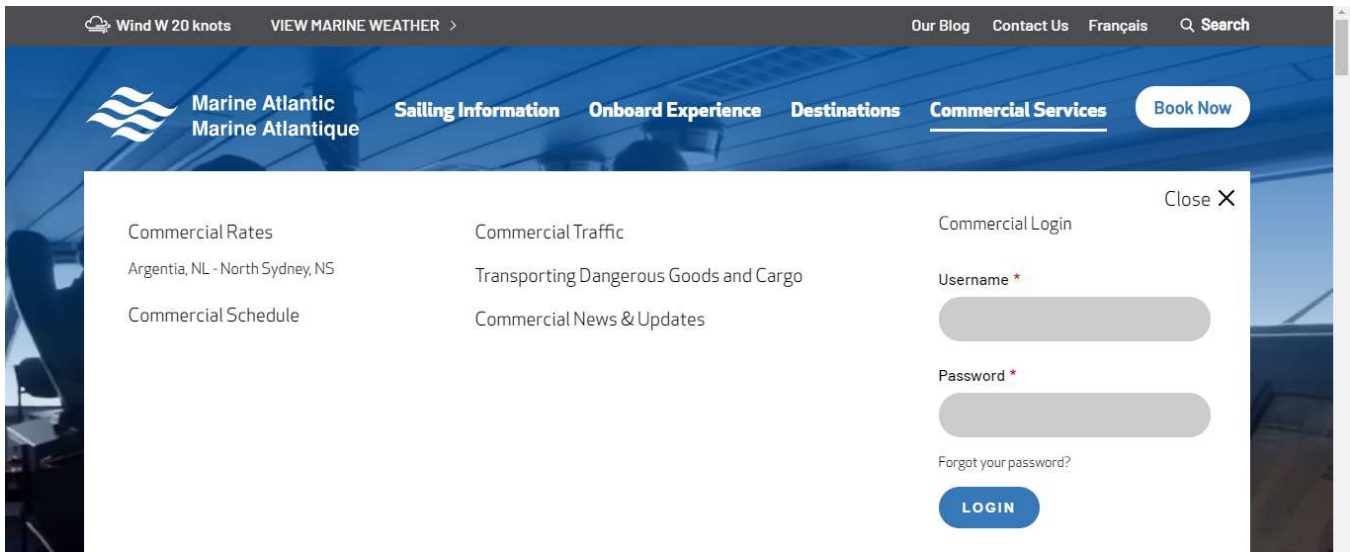 Wind W 20 knots VIEW MARINE WEATHER > Our Blog Contact Us Français Search
Marine Atlantic
Marine Atlantique
Sailing Information Onboard Experience Destinations Commercial Services Book Now
Close X
Commercial Rates
Argentia, NL - North Sydney, NS
Commercial Schedule
Commercial Traffic
Transporting Dangerous Goods and Cargo
Commercial News & Updates
Commercial Login
Username *
Password *
Forgot your password?
LOGIN